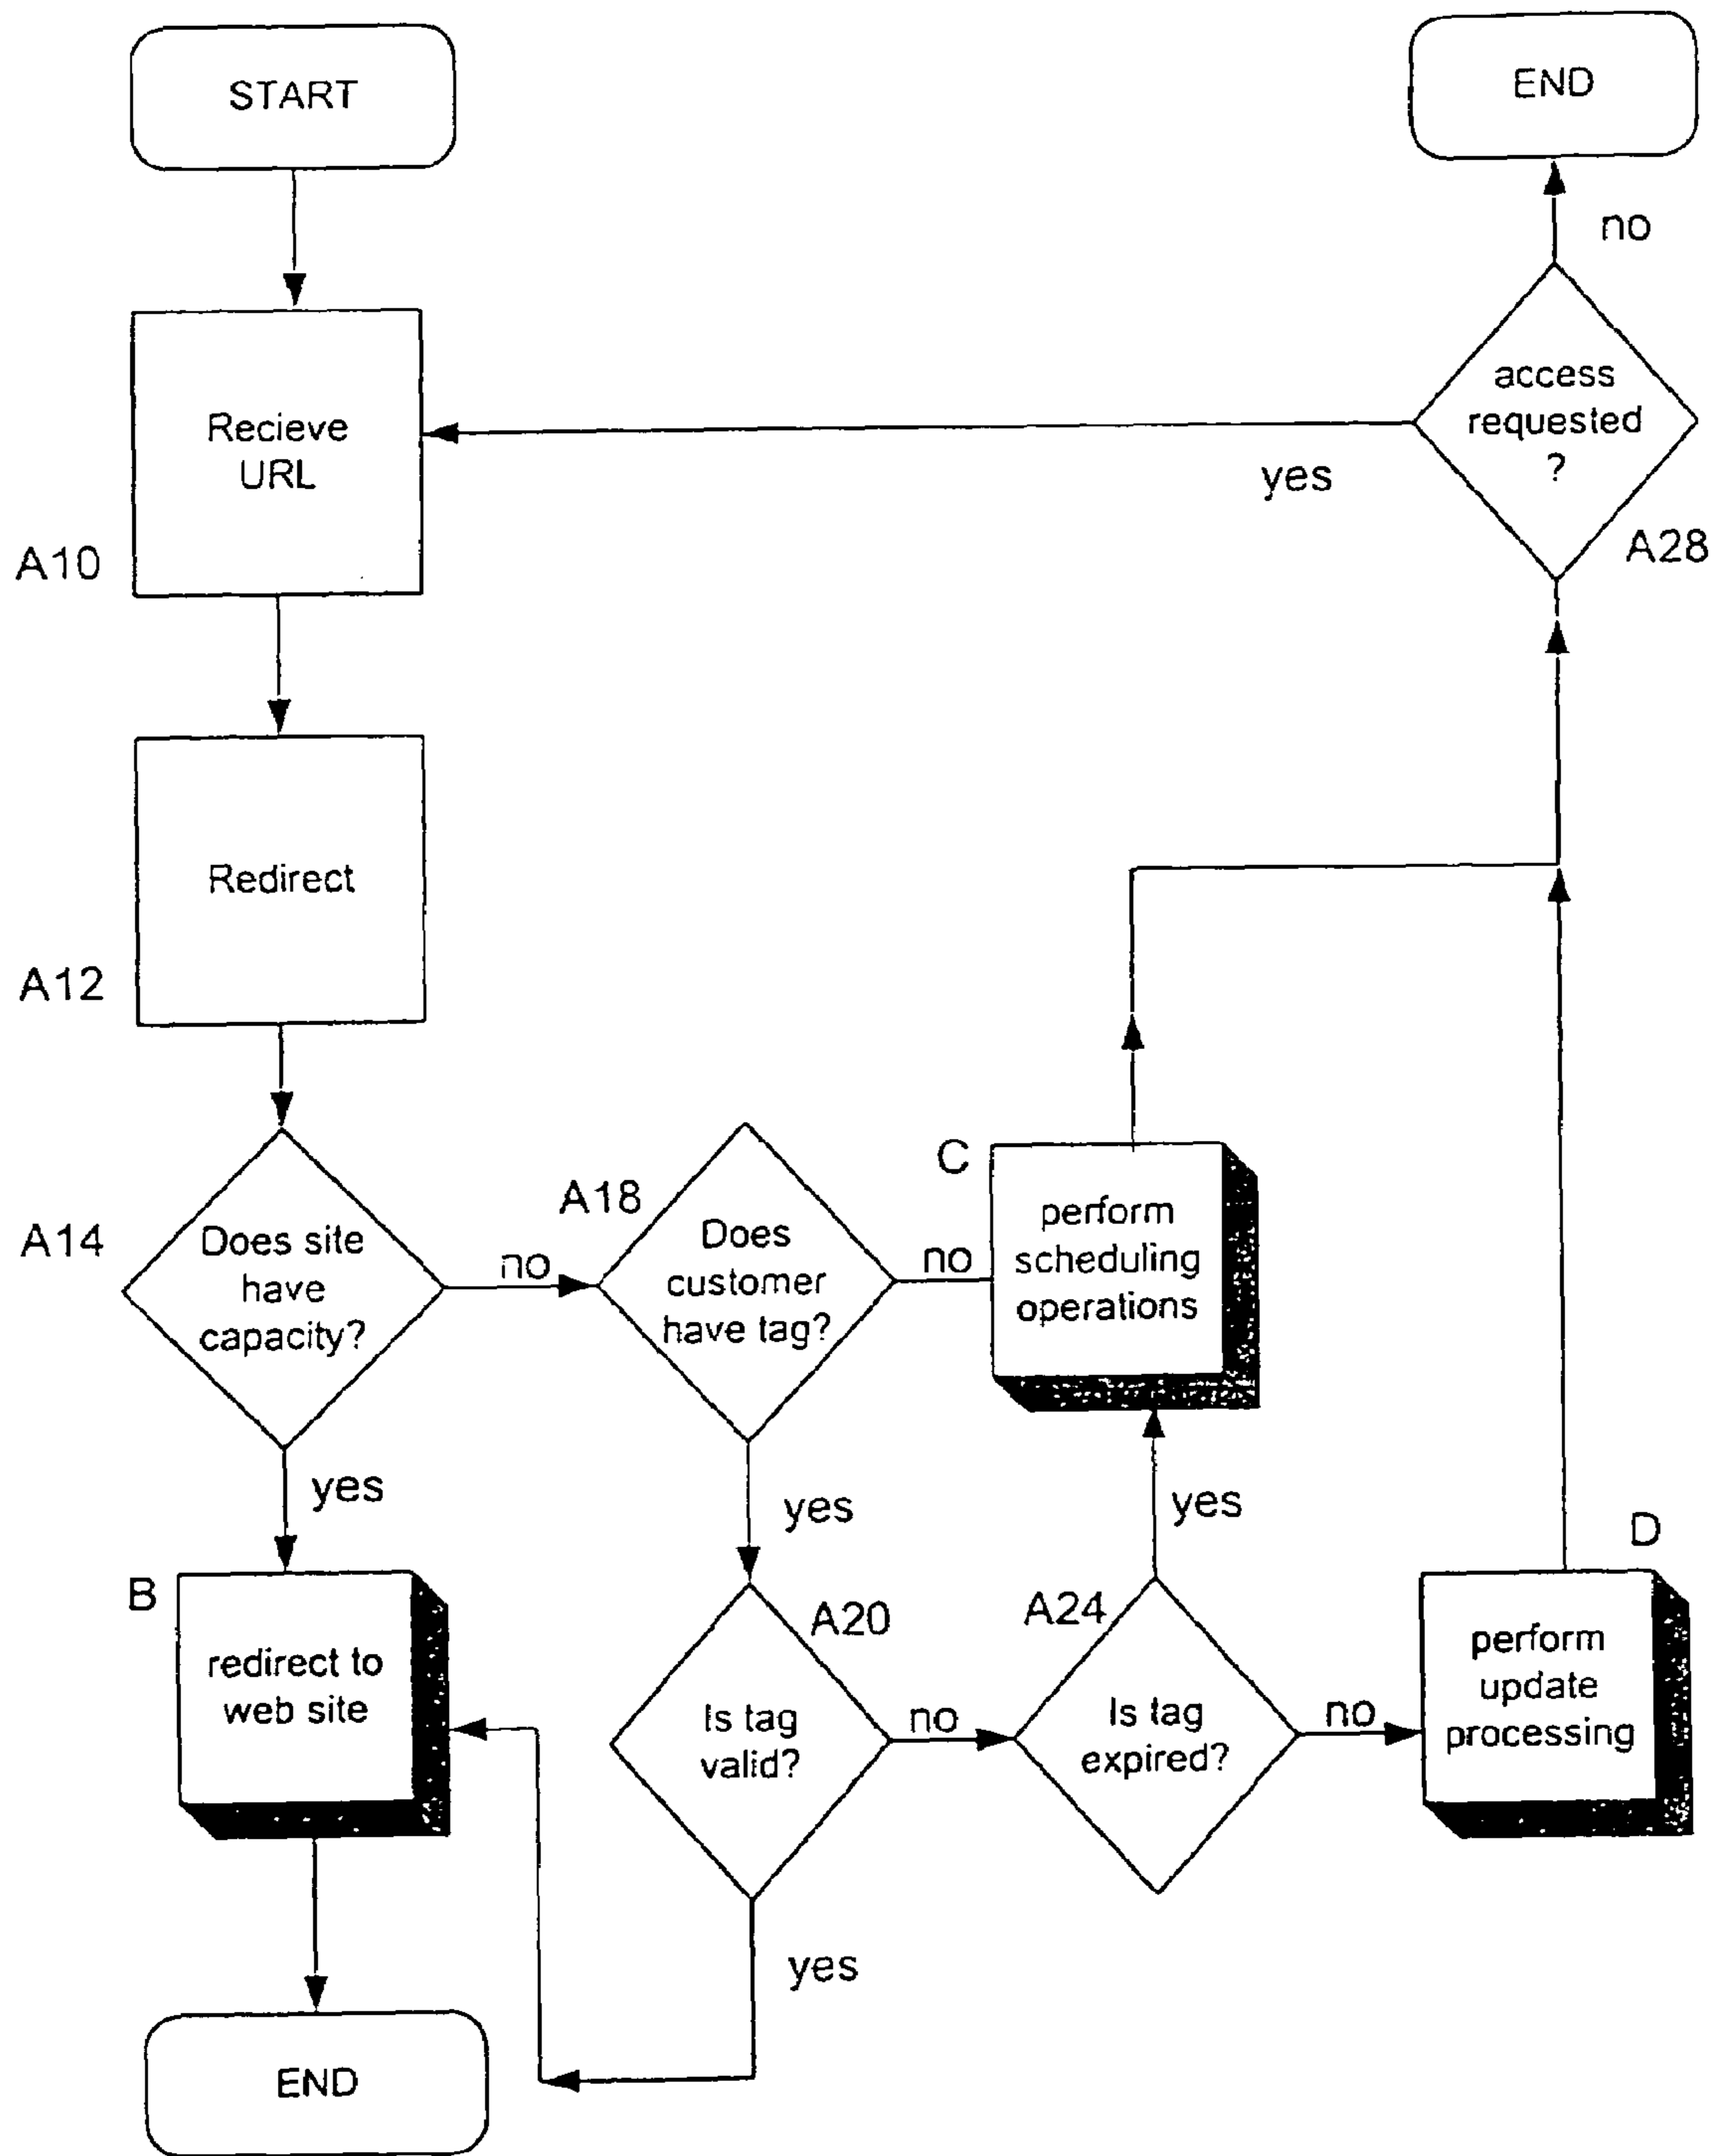 START
END
no
Recieve
URL
access
requested
?
yes
A10
A28
Redirect
A12
A14
Does site
have
capacity?
no
A18
Does
customer
have tag?
no
C
perform
scheduling
operations
yes
yes
yes
B
redirect to
web site
A20
Is tag
valid?
no
A24
Is tag
expired?
no
D
perform
update
processing
yes
END